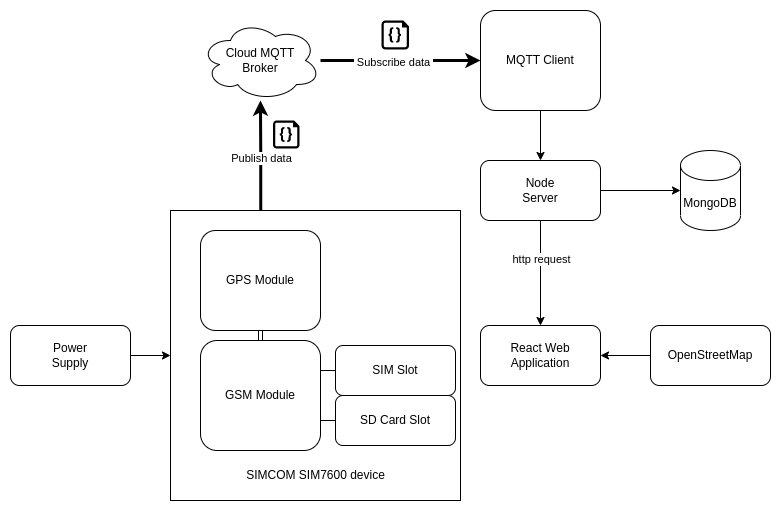 Cloud MQTT
Broker
{ }
Subscribe data
MQTT Client
{ }
Publish data
Node
Server
MongoDB
http request
GPS Module
Power
Supply
GSM Module
SIM Slot
SD Card Slot
React Web
Application
OpenStreetMap
SIMCOM SIM7600 device